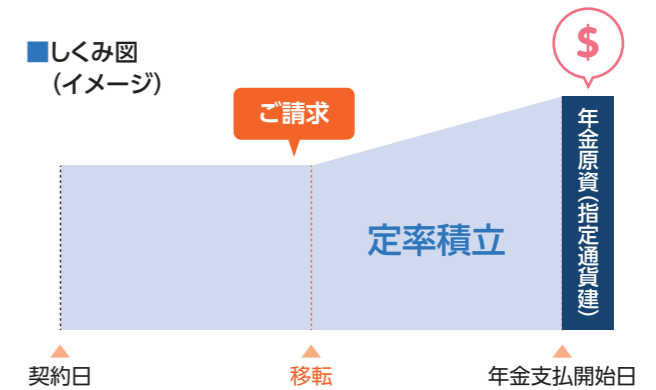 ■しくみ図
（イメージ）
$
ご請求
定率積立
年金原資（指定通貨建）
契約日
移転
年金支払開始日